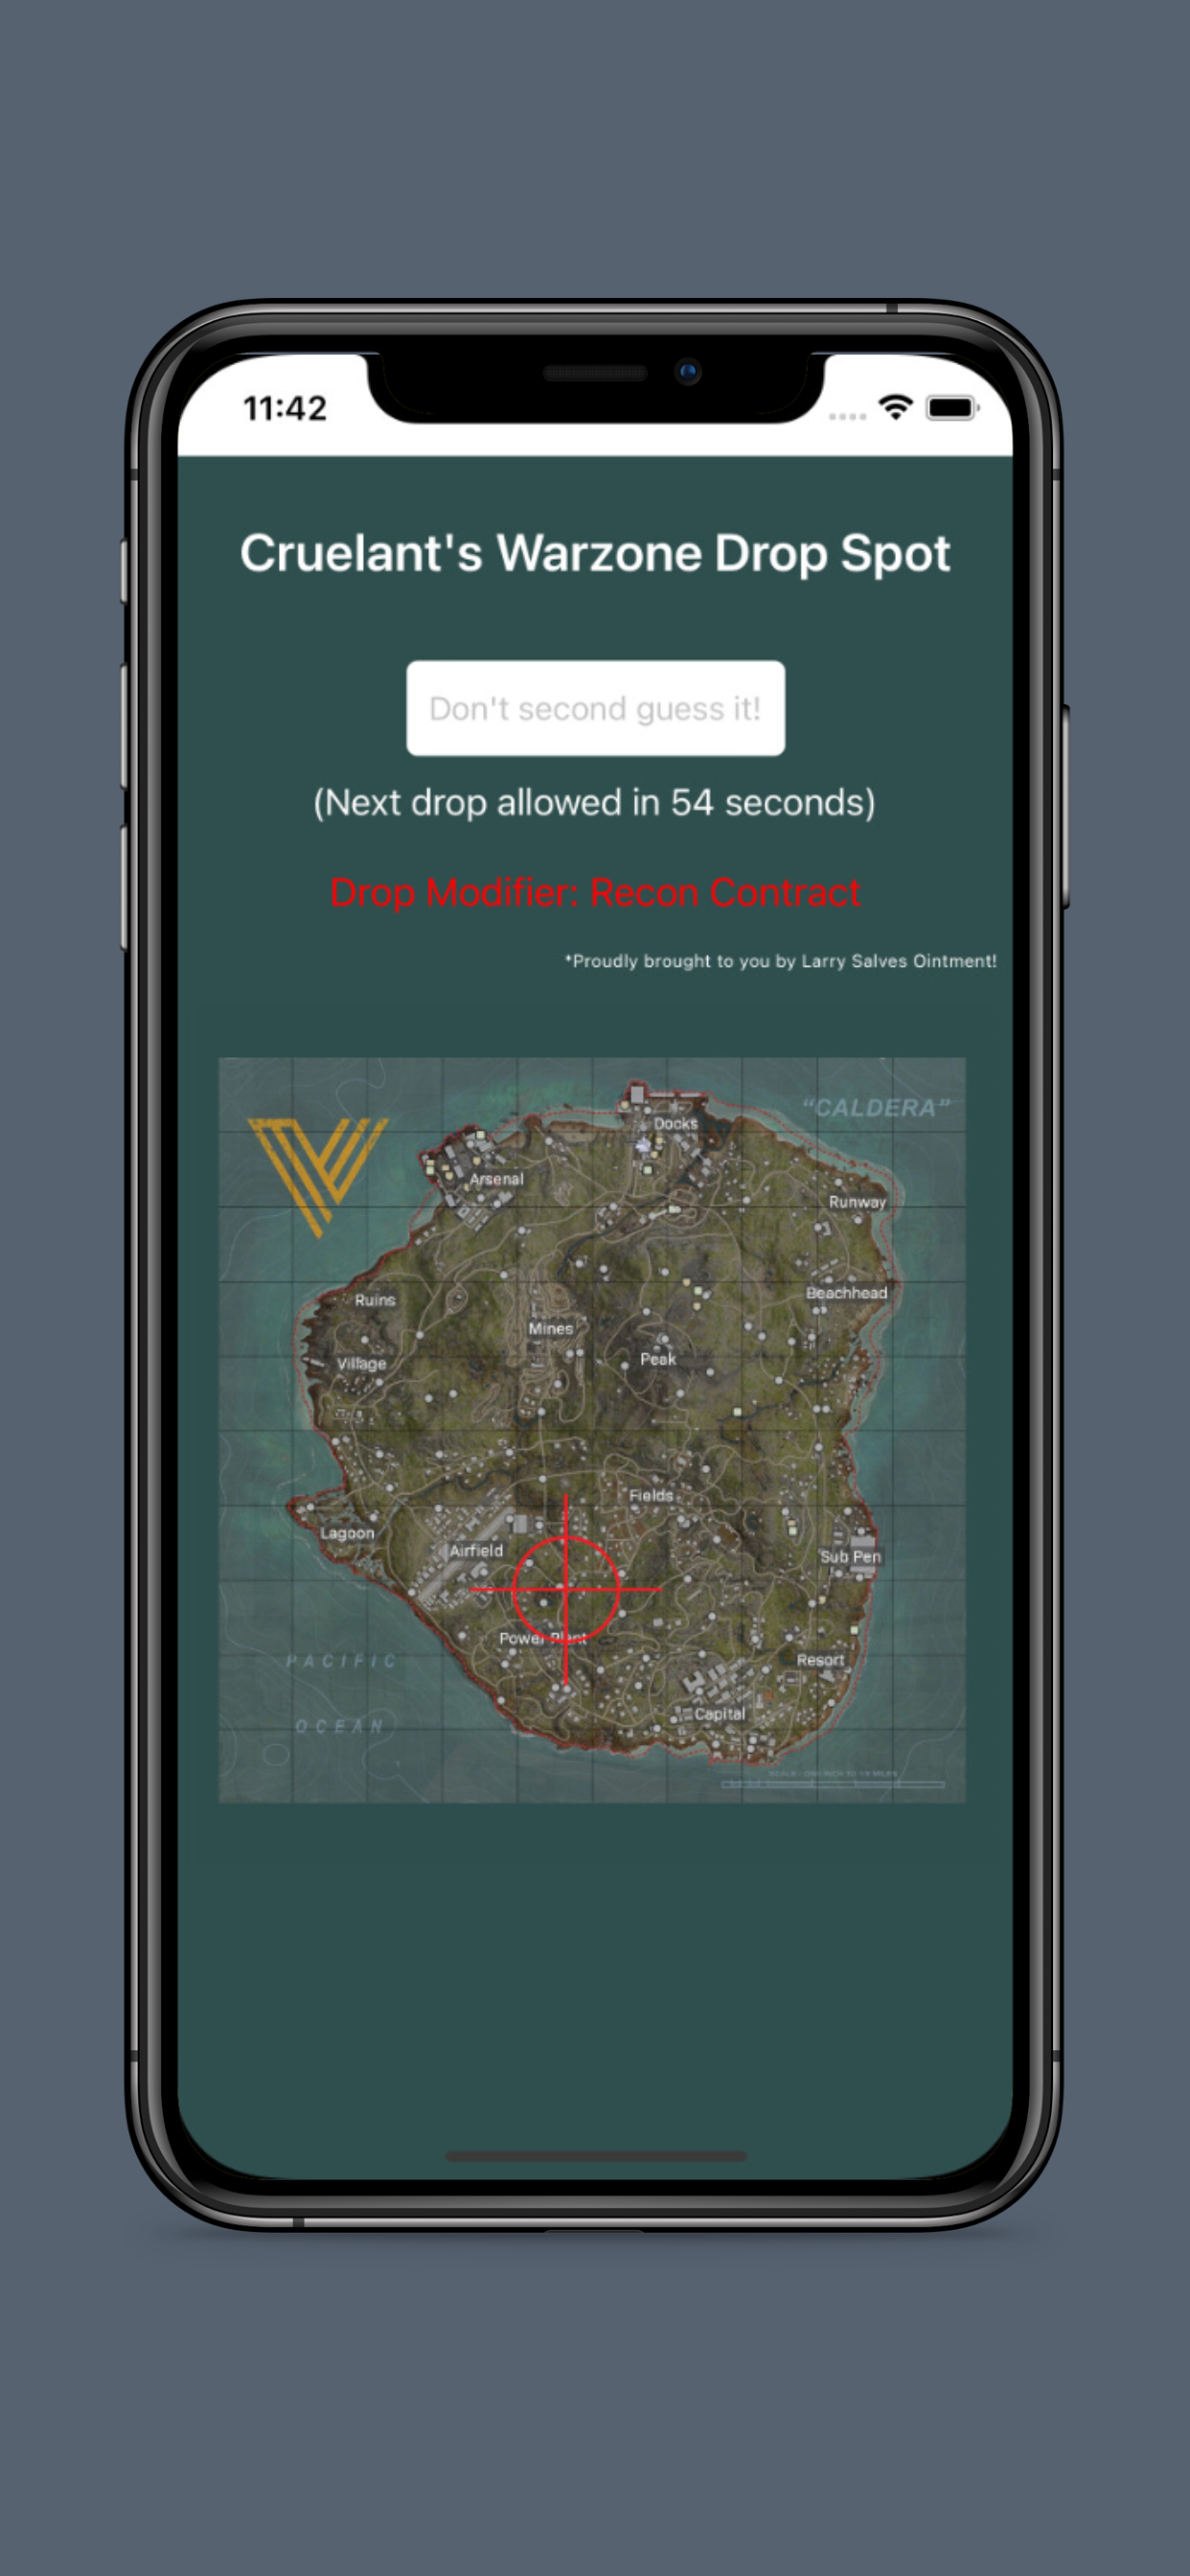 11:42
Cruelant's Warzone Drop Spot
Don't second guess it!
(Next drop allowed in 54 seconds)
Drop Modifier: Recon Contract
*Proudly brought to you by Larry Salves Ointment!
"CALDERA"
Docks
Arsenal
Runway
Beachhead
Ruins
Mines
Peak
Village
Fields
Lagoon
Airfield
Sub Pen
Power Plant
PACIFIC
Resort
Capital
OCEAN